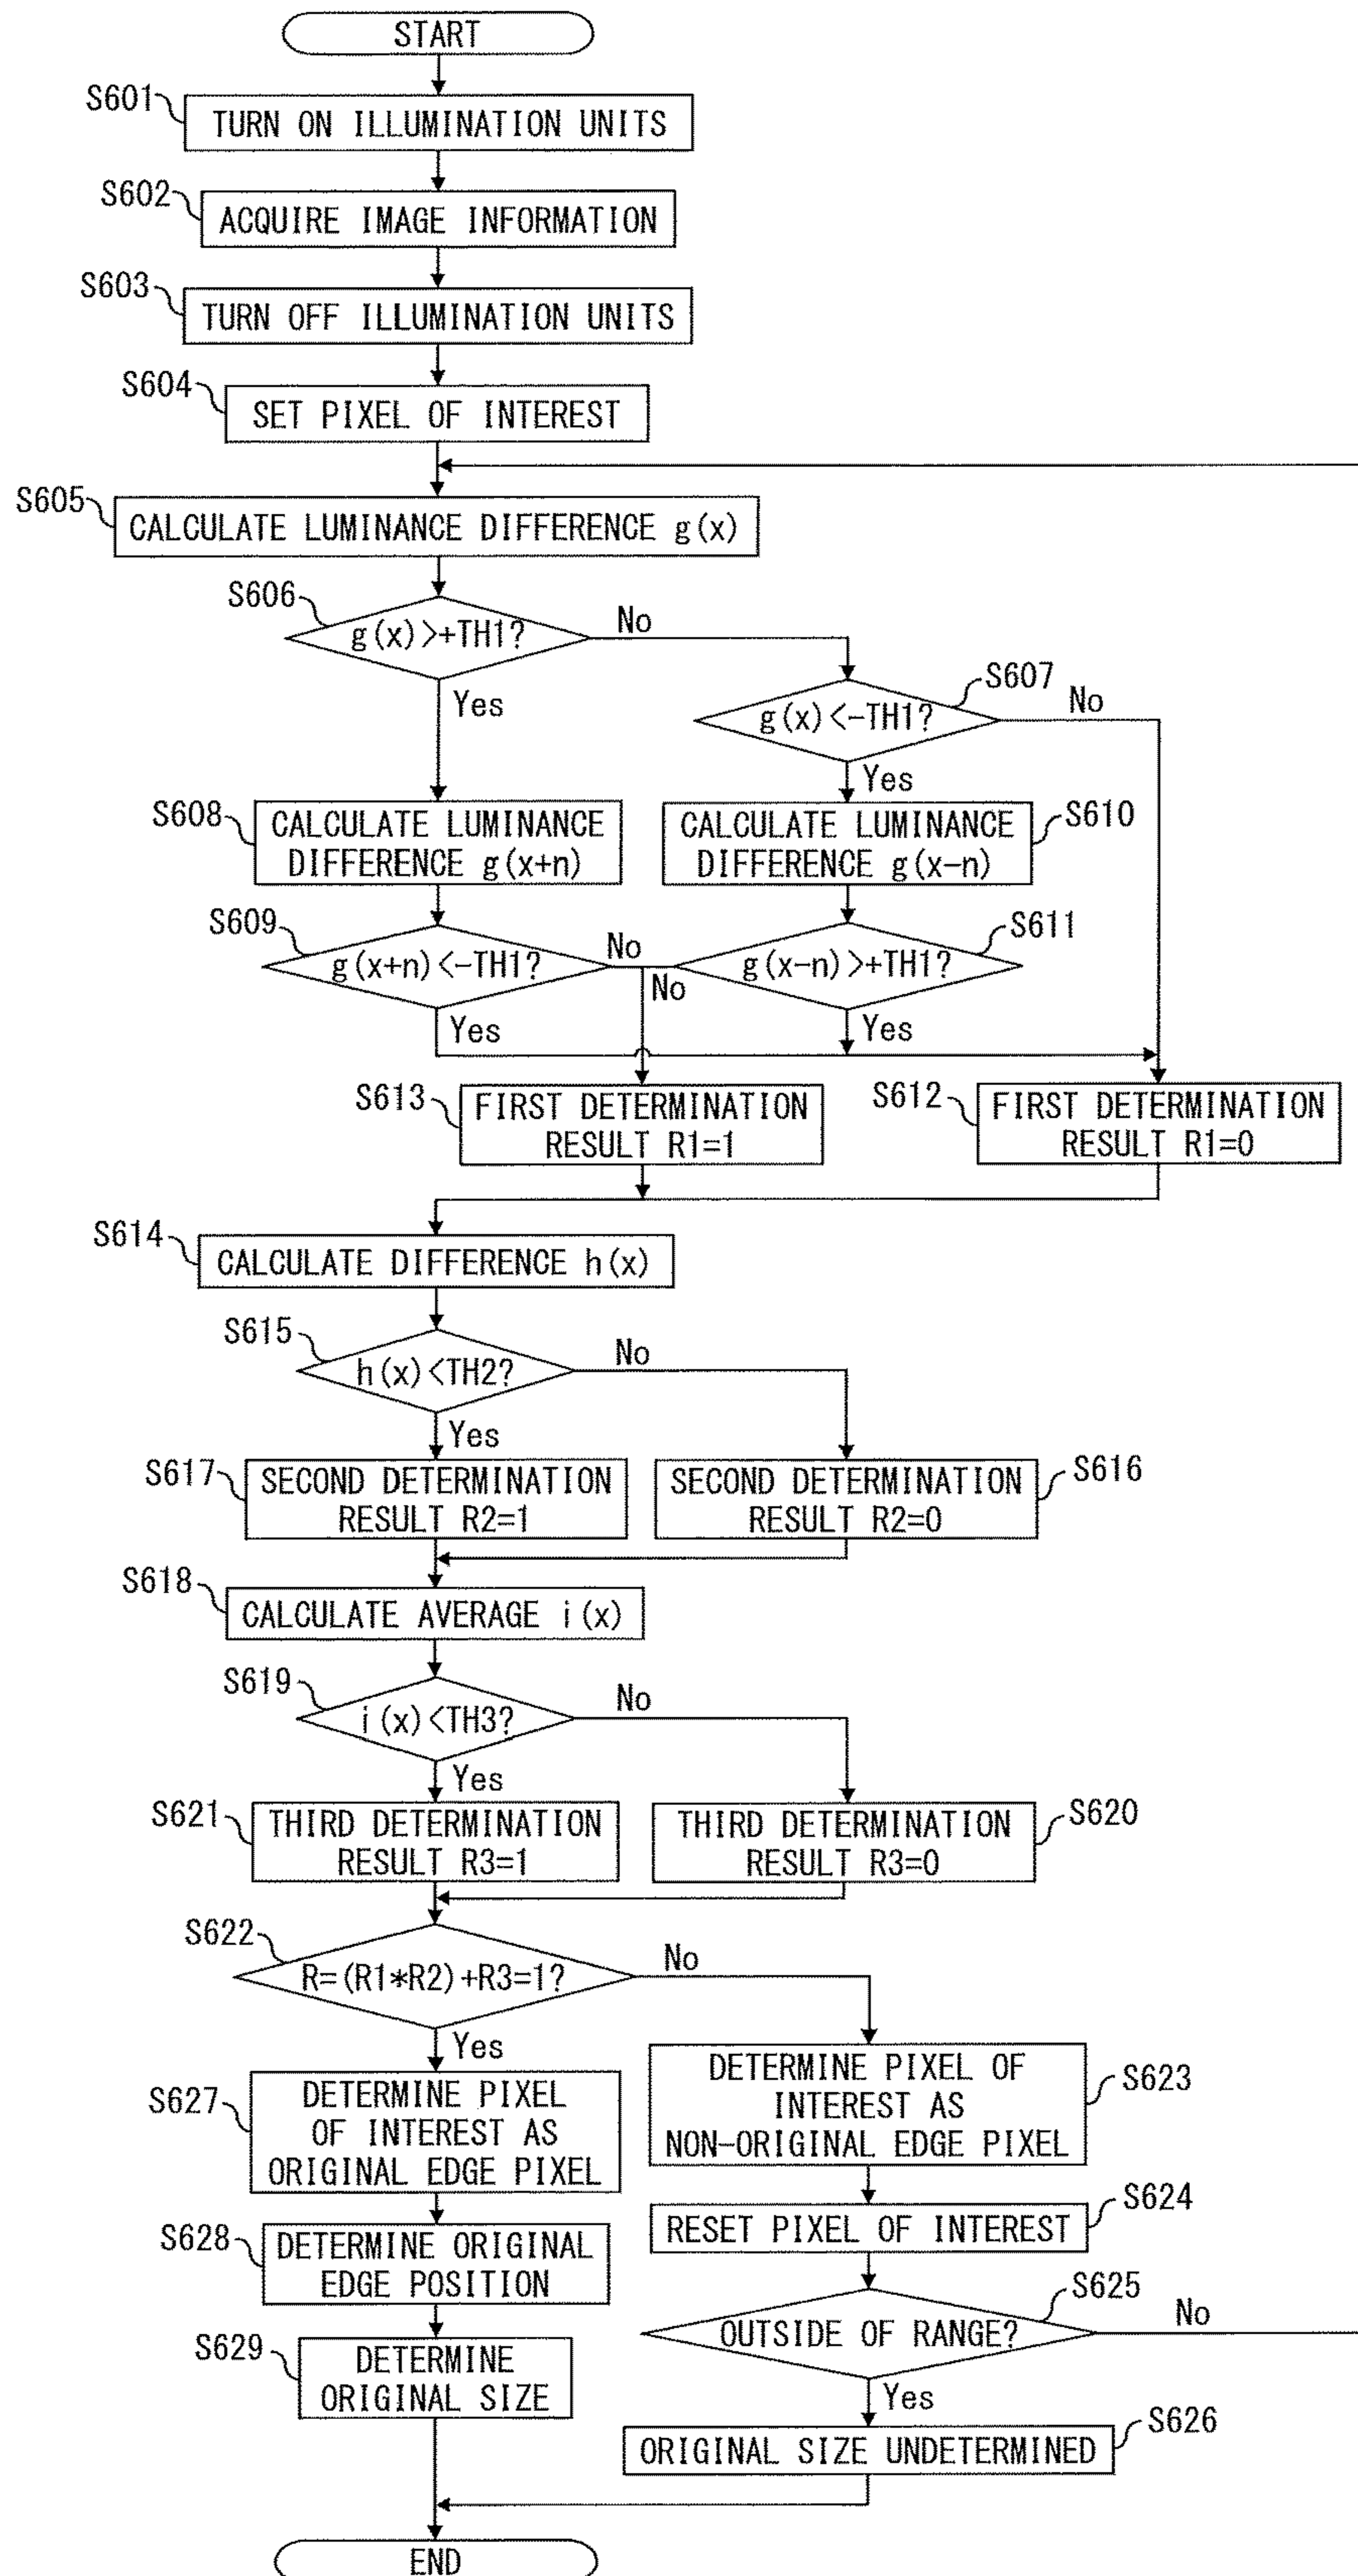 START
S601
TURN ON ILLUMINATION UNITS
S602
ACQUIRE IMAGE INFORMATION
S603
TURN OFF ILLUMINATION UNITS
S604
SET PIXEL OF INTEREST
S605
CALCULATE LUMINANCE DIFFERENCE g(x)
S606
g(x)>+TH1?
No
Yes
S607
g(x)<-TH1?
No
Yes
S608
CALCULATE LUMINANCE
DIFFERENCE g(x+n)
S610
CALCULATE LUMINANCE
DIFFERENCE g(x-n)
S609
g(x+n)<-TH1?
No
Yes
S611
g(x-n)>+TH1?
No
Yes
S613
FIRST DETERMINATION
RESULT R1=1
S612
FIRST DETERMINATION
RESULT R1=0
S614
CALCULATE DIFFERENCE h(x)
S615
h(x)<TH2?
No
Yes
S617
SECOND DETERMINATION
RESULT R2=1
S616
SECOND DETERMINATION
RESULT R2=0
S618
CALCULATE AVERAGE i(x)
S619
i(x)<TH3?
No
Yes
S621
THIRD DETERMINATION
RESULT R3=1
S620
THIRD DETERMINATION
RESULT R3=0
S622
R=(R1*R2)+R3=1?
No
Yes
S627
DETERMINE PIXEL
OF INTEREST AS
ORIGINAL EDGE PIXEL
S623
DETERMINE PIXEL OF
INTEREST AS
NON-ORIGINAL EDGE PIXEL
S624
RESET PIXEL OF INTEREST
S628
DETERMINE ORIGINAL
EDGE POSITION
S625
OUTSIDE OF RANGE?
No
Yes
S629
DETERMINE
ORIGINAL SIZE
S626
ORIGINAL SIZE UNDETERMINED
END